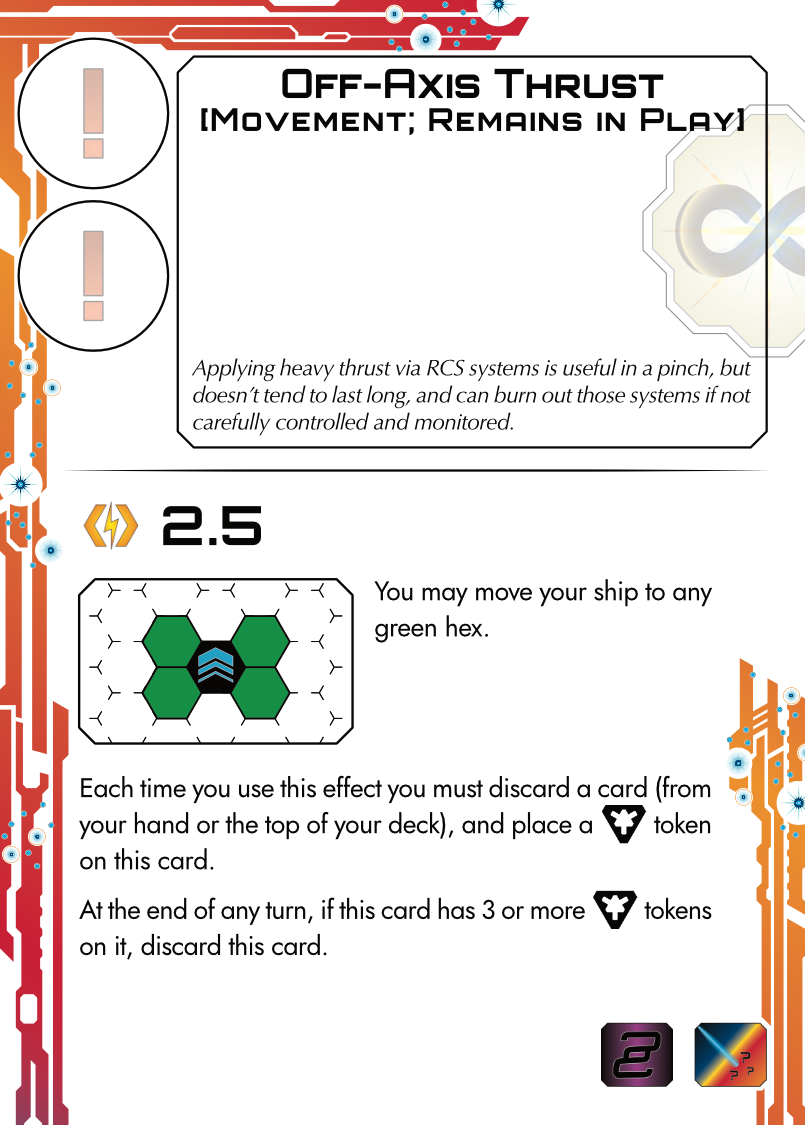 Off-Axis Thrust
[Movement; Remains in Play]
!
!
Applying heavy thrust via RCS systems is useful in a pinch, but
doesn't tend to last long, and can burn out those systems if not
carefully controlled and monitored.
2.5
You may move your ship to any
green hex.
Each time you use this effect you must discard a card (from
your hand or the top of your deck), and place a token
on this card.
At the end of any turn, if this card has 3 or more tokens
on it, discard this card.
2
? ? ?